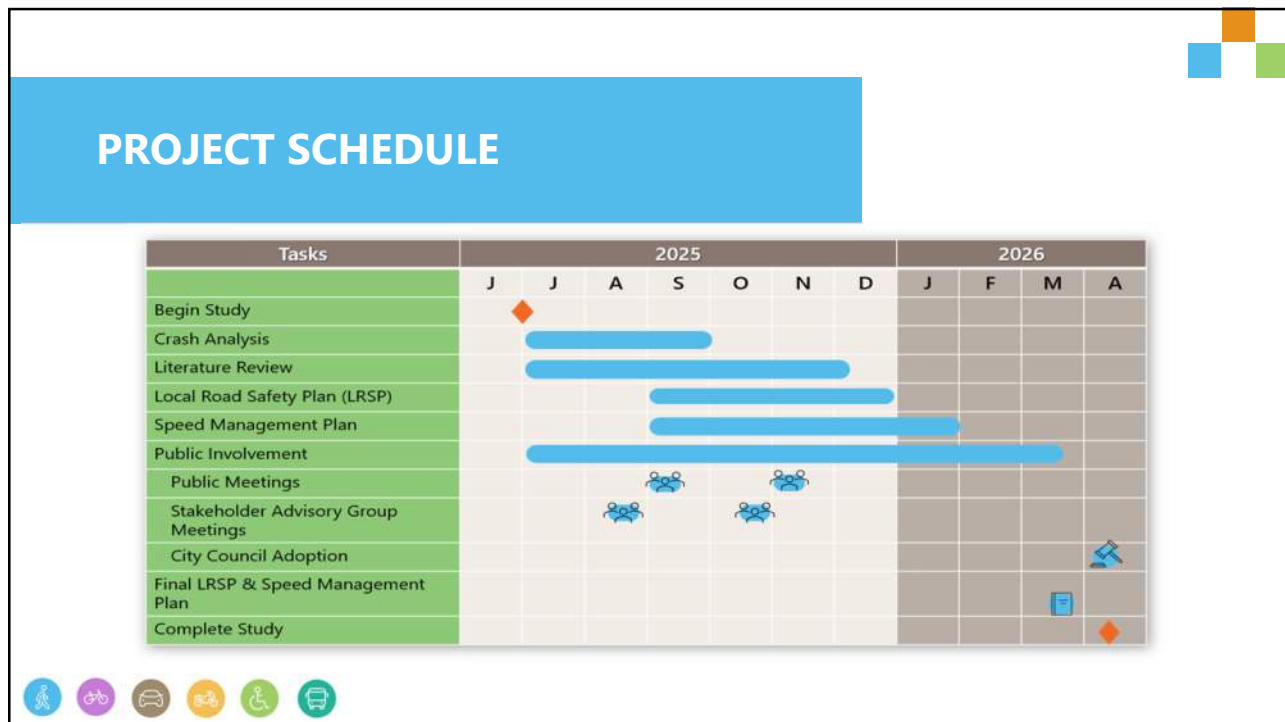 PROJECT SCHEDULE
Tasks 2025 2026
J J A S O N D J F M A
Begin Study
Crash Analysis
Literature Review
Local Road Safety Plan (LRSP)
Speed Management Plan
Public Involvement
Public Meetings
Stakeholder Advisory Group
Meetings
City Council Adoption
Final LRSP & Speed Management
Plan
Complete Study